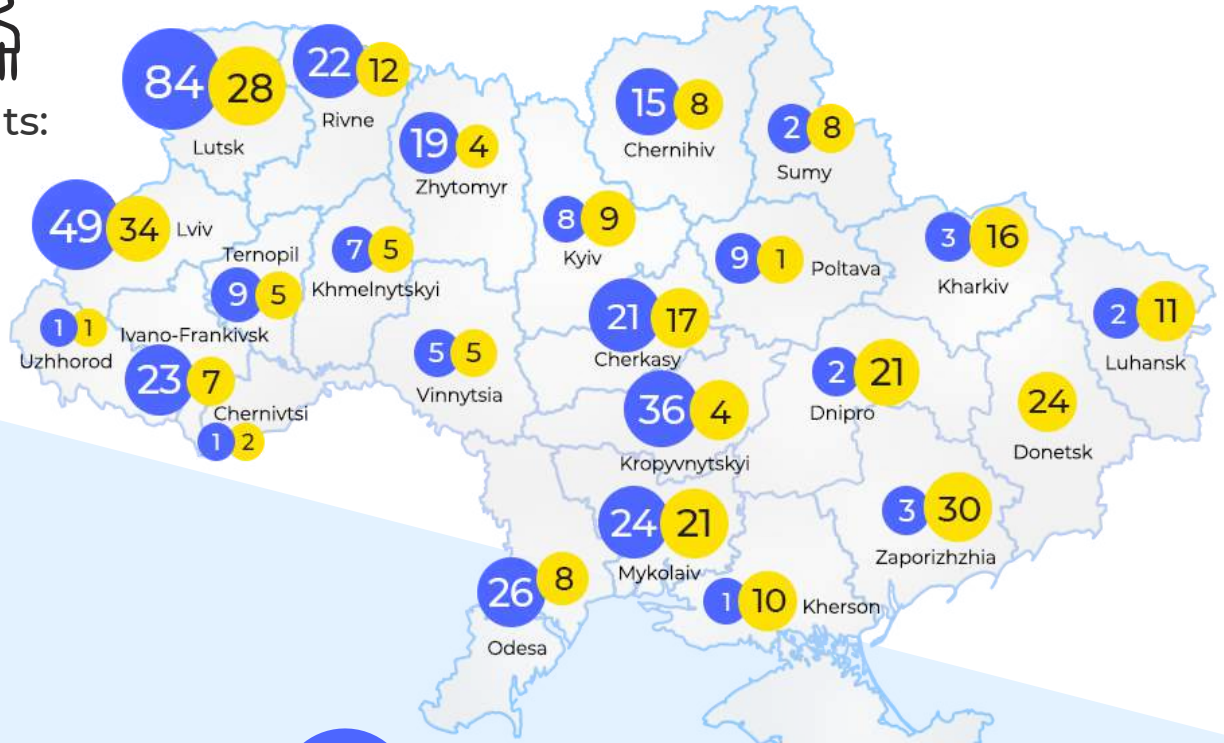 ts:
84 28
Lutsk
22 12
Rivne
19 4
Zhytomyr
15 8
Chernihiv
2 8
Sumy
49 34 Lviv
Ternopil
9 5
7 5
Khmelnytskyi
8 9
Kyiv
9 1 Poltava
3 16
Kharkiv
2 11
Luhansk
1 1
Uzhhorod
Ivano-Frankivsk
23 7
Chernivtsi
1 2
5 5
Vinnytsia
21 17
Cherkasy
36 4
Kropyvnytskyi
2 21
Dnipro
24
Donetsk
24 21
Mykolaiv
3 30
Zaporizhzhia
26 8
Odesa
1 10 Kherson